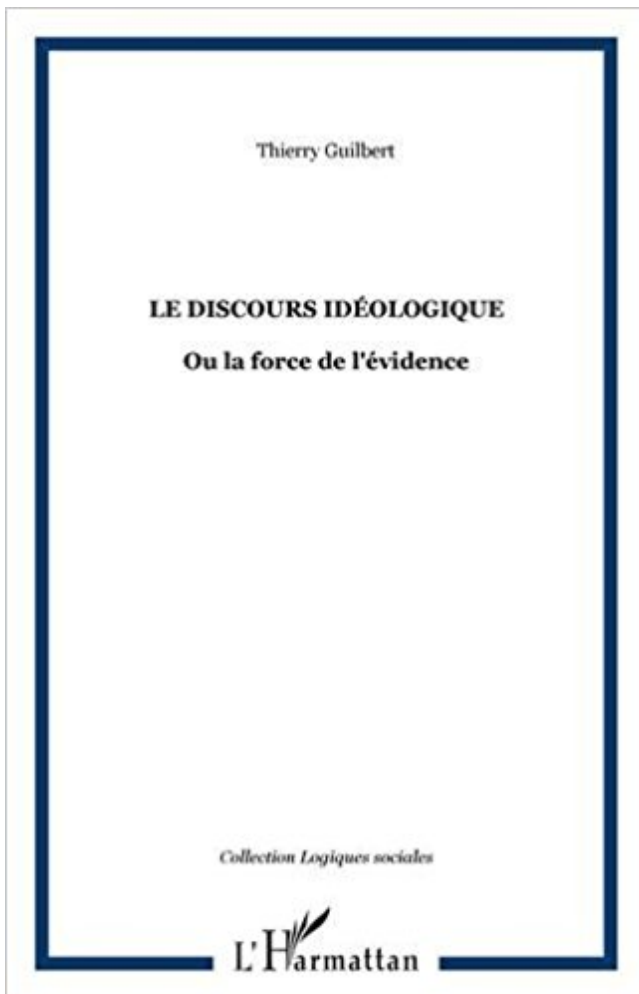 Thierry Guilbert
LE DISCOURS IDÉOLOGIQUE
Ou la force de l'évidence
Collection Logiques sociales
L'Harmattan